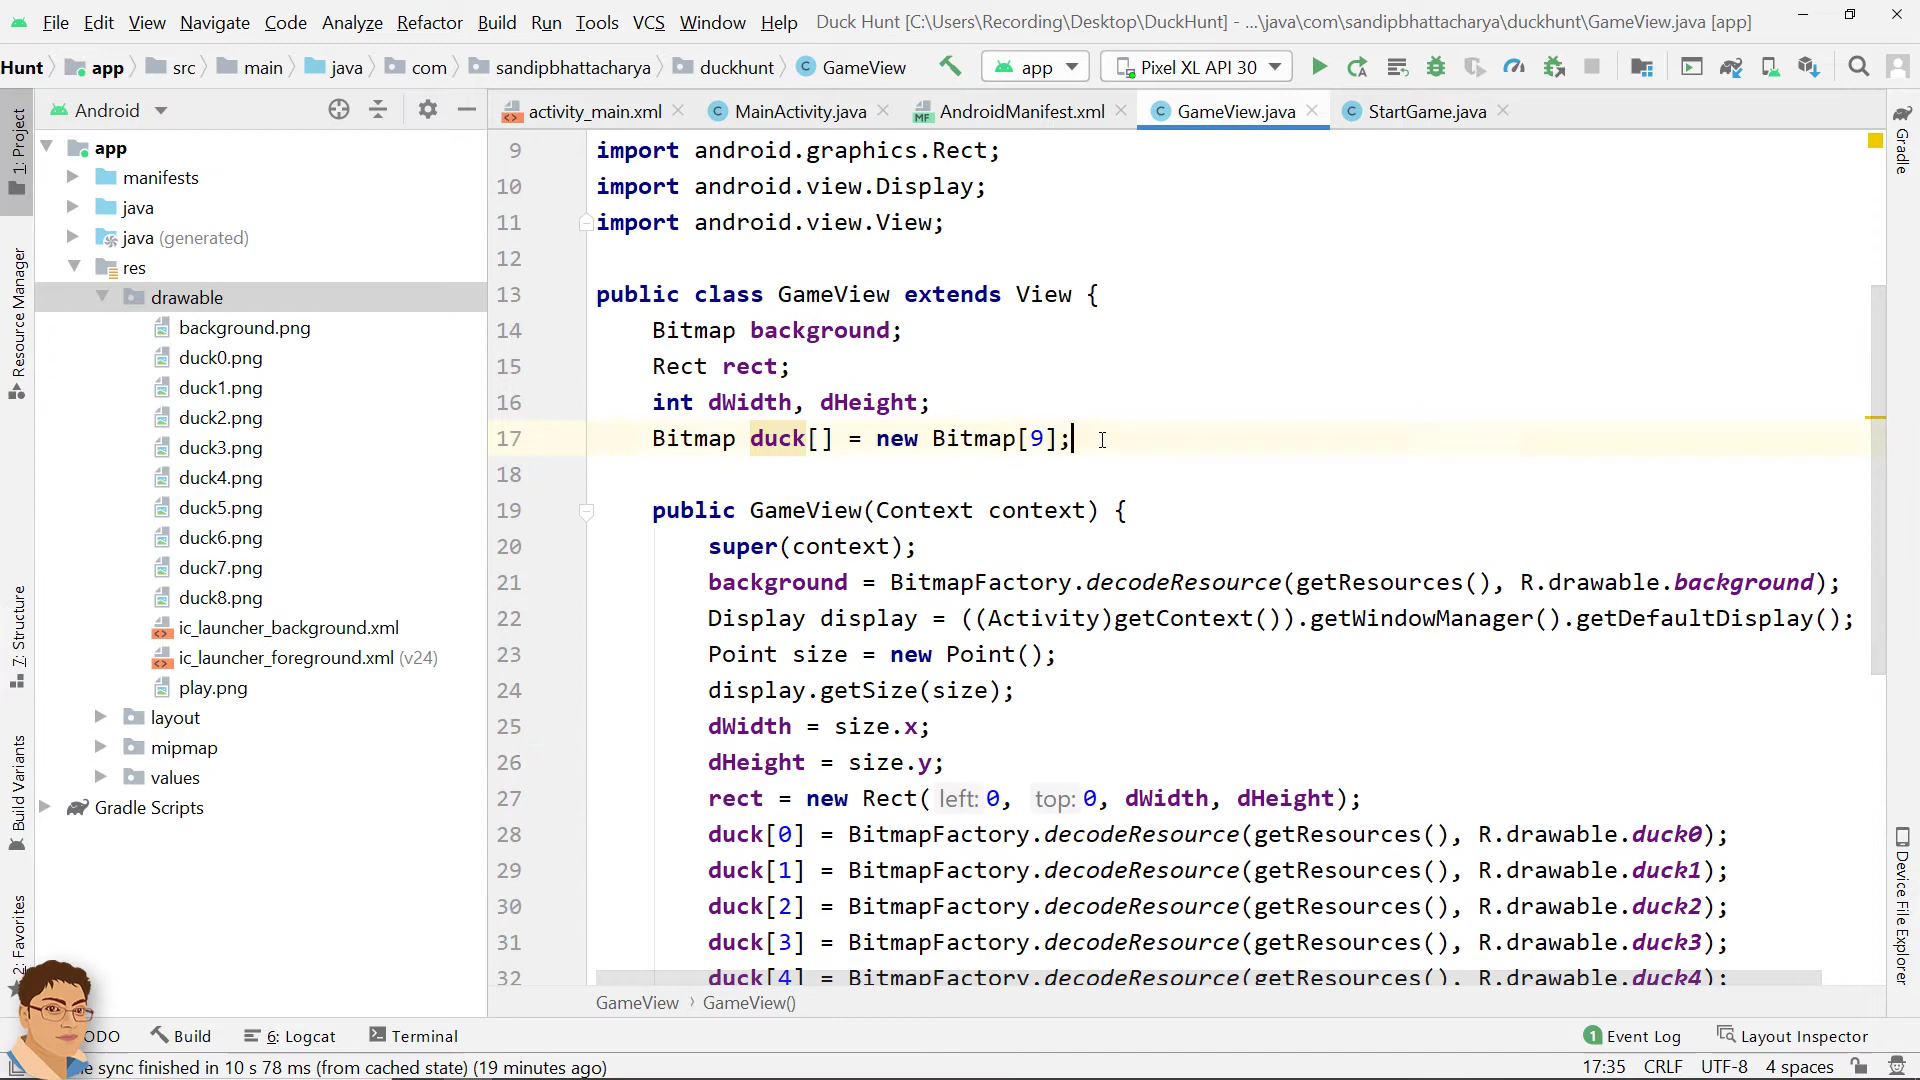 File Edit View Navigate Code Analyze Refactor Build Run Tools VCS Window Help Duck Hunt [C:\Users\Recording\Desktop\DuckHunt] - ...\java\com\sandipbhattacharya\duckhunt\GameView.java [app]
Hunt app src main java com sandipbhattacharya duckhunt GameView app Pixel XL API 30
Android
activity_main.xml MainActivity.java AndroidManifest.xml GameView.java StartGame.java
1: Project
Resource Manager
7: Structure
Build Variants
2: Favorites
app
manifests
java
java (generated)
res
drawable
background.png
duck0.png
duck1.png
duck2.png
duck3.png
duck4.png
duck5.png
duck6.png
duck7.png
duck8.png
ic_launcher_background.xml
ic_launcher_foreground.xml (v24)
play.png
layout
mipmap
values
Gradle Scripts
9 import android.graphics.Rect;
10 import android.view.Display;
11 import android.view.View;
12
13 public class GameView extends View {
14 Bitmap background;
15 Rect rect;
16 int dWidth, dHeight;
17 Bitmap duck[] = new Bitmap[9];
18
19 public GameView(Context context) {
20 super(context);
21 background = BitmapFactory.decodeResource(getResources(), R.drawable.background);
22 Display display = ((Activity)getContext()).getWindowManager().getDefaultDisplay();
23 Point size = new Point();
24 display.getSize(size);
25 dWidth = size.x;
26 dHeight = size.y;
27 rect = new Rect( left: 0, top: 0, dWidth, dHeight);
28 duck[0] = BitmapFactory.decodeResource(getResources(), R.drawable.duck0);
29 duck[1] = BitmapFactory.decodeResource(getResources(), R.drawable.duck1);
30 duck[2] = BitmapFactory.decodeResource(getResources(), R.drawable.duck2);
31 duck[3] = BitmapFactory.decodeResource(getResources(), R.drawable.duck3);
32 duck[4] = BitmapFactory.decodeResource(getResources(), R.drawable.duck4);
GameView GameView()
Gradle
Device File Explorer
ODO Build 6: Logcat Terminal 1 Event Log Layout Inspector
e sync finished in 10 s 78 ms (from cached state) (19 minutes ago) 17:35 CRLF UTF-8 4 spaces